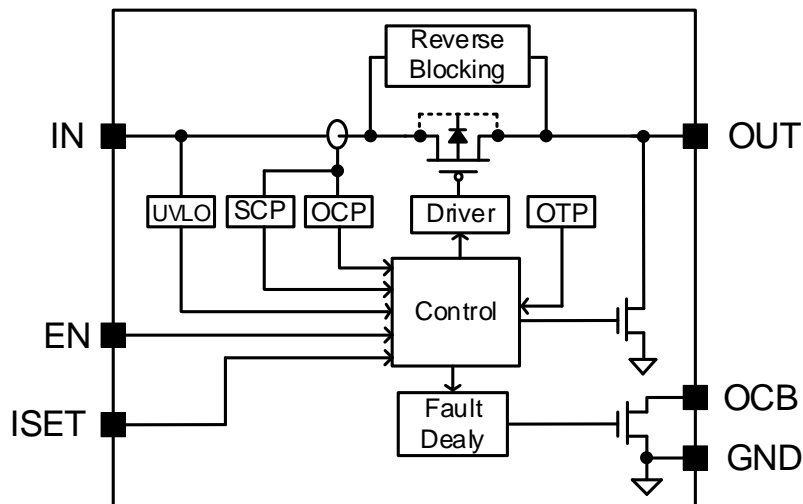 Reverse
Blocking
IN
OUT
UVLO
SCP
OCP
Driver
OTP
Control
EN
ISET
Fault
Dealy
OCB
GND